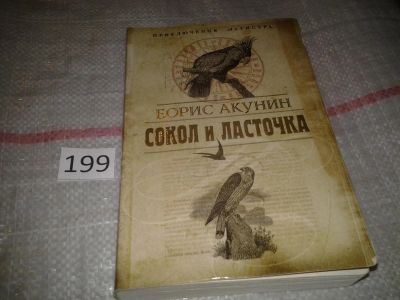 ПРИКЛЮЧЕНИЯ МАГИСТРА
БОРИС АКУНИН
СОКОЛ И ЛАСТОЧКА
199